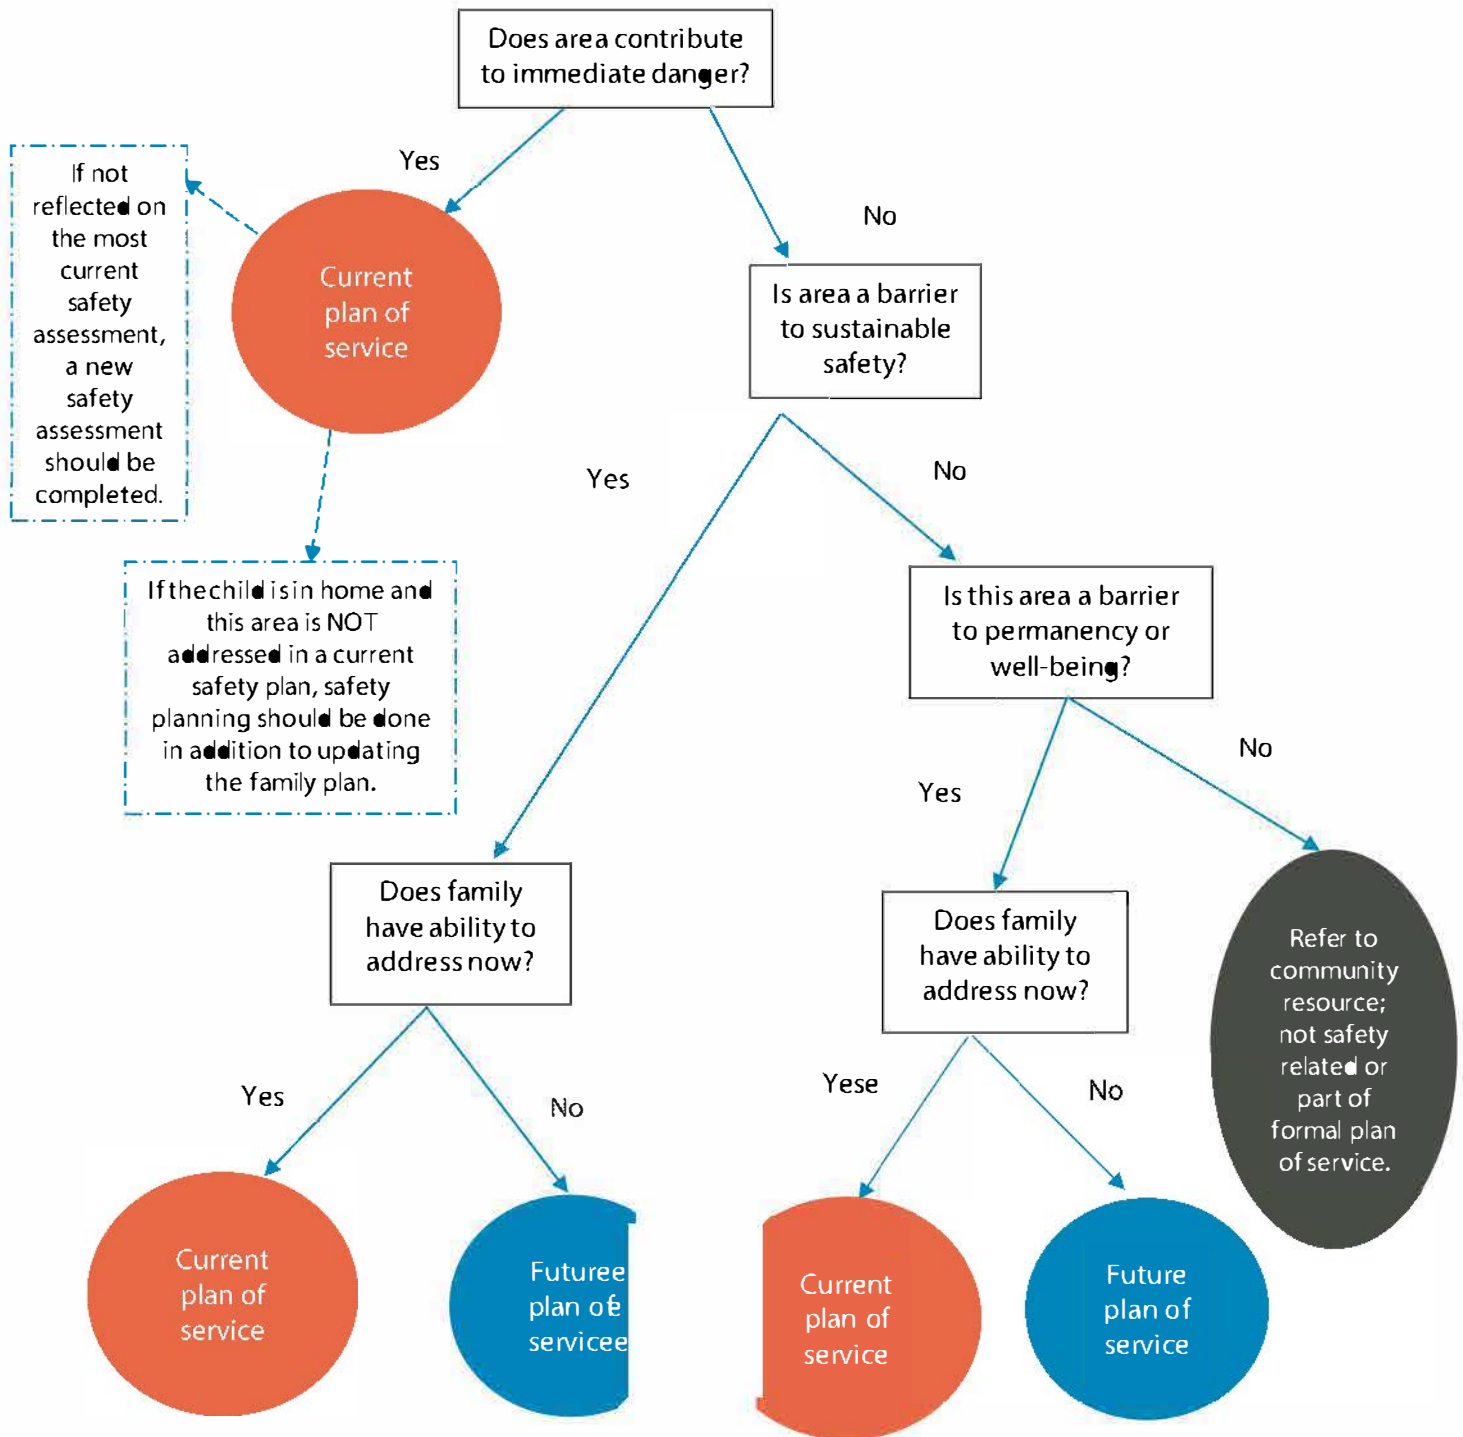 Does area contribute
to immediate danger?
Yes
No
If not
reflected on
the most
current
safety
assessment,
a new
safety
assessment
should be
completed.
Current
plan of
service
Is area a barrier
to sustainable
safety?
Yes
No
If the child is in home and
this area is NOT
addressed in a current
safety plan, safety
planning should be done
in addition to updating
the family plan.
Is this area a barrier
to permanency or
well-being?
Yes
No
Does family
have ability to
address now?
Does family
have ability to
address now?
Refer to
community
resource;
not safety
related or
part of
formal plan
of service.
Yes
No
Yese
No
Current
plan of
service
Futuree
plan ofe
servicee
Current
plan of
service
Future
plan of
service